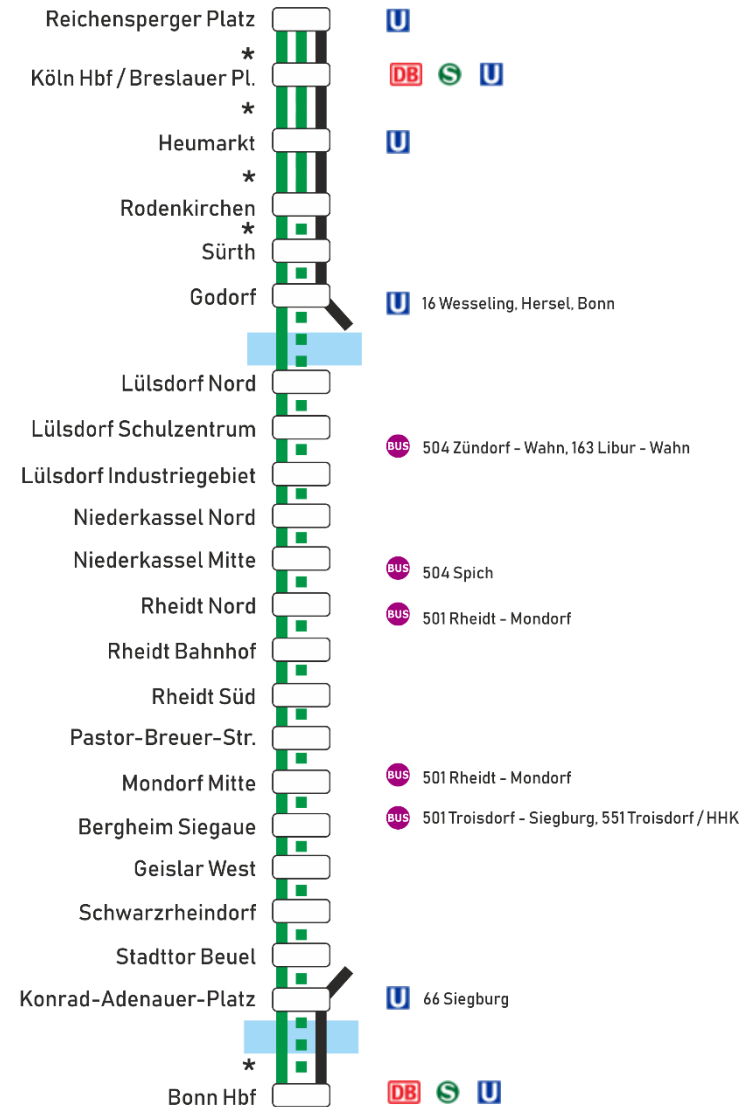 Reichensperger Platz U
*
Köln Hbf / Breslauer Pl. DB S U
*
Heumarkt U
*
Rodenkirchen
*
Sürth
Godorf U 16 Wesseling, Hersel, Bonn
Lülsdorf Nord
Lülsdorf Schulzentrum BUS 504 Zündorf - Wahn, 163 Libur - Wahn
Lülsdorf Industriegebiet
Niederkassel Nord
Niederkassel Mitte BUS 504 Spich
Rheidt Nord BUS 501 Rheidt - Mondorf
Rheidt Bahnhof
Rheidt Süd
Pastor-Breuer-Str.
Mondorf Mitte BUS 501 Rheidt - Mondorf
Bergheim Siegaue BUS 501 Troisdorf - Siegburg, 551 Troisdorf / HHK
Geislar West
Schwarzrheindorf
Stadttor Beuel
Konrad-Adenauer-Platz U 66 Siegburg
*
Bonn Hbf DB S U